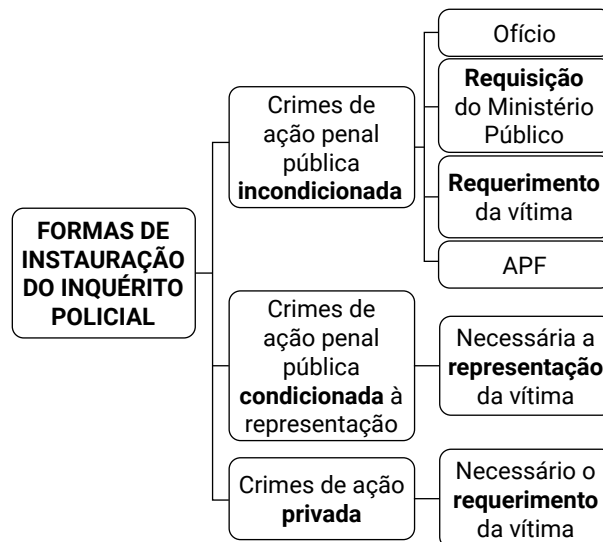 FORMAS DE
INSTAURAÇÃO
DO INQUÉRITO
POLICIAL
Crimes de
ação penal
pública
incondicionada
Ofício
Requisição
do Ministério
Público
Requerimento
da vítima
APF
Crimes de
ação penal
pública
condicionada à
representação
Necessária a
representação
da vítima
Crimes de ação
privada
Necessário o
requerimento
da vítima